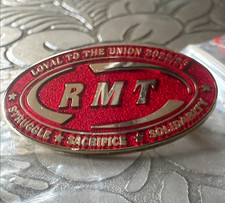 LOYAL TO THE UNION
RMT
★ STRUGGLE ★ SACRIFICE ★ SOLIDARITY ★